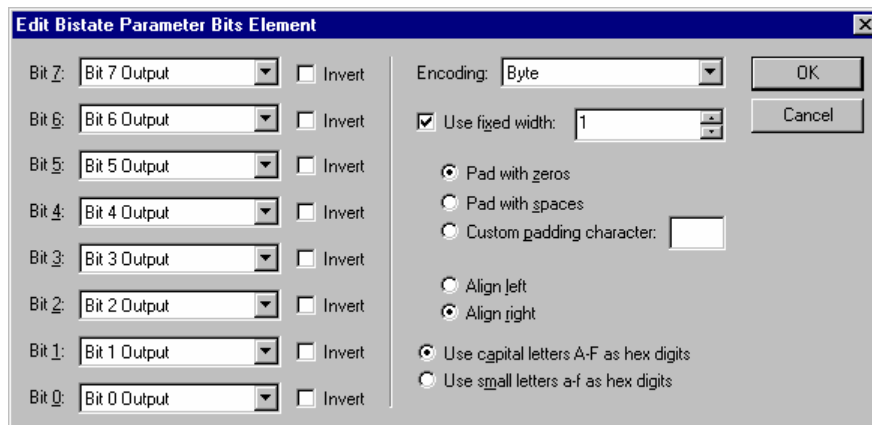 Edit Bistate Parameter Bits Element
Bit 7: Bit 7 Output Invert
Bit 6: Bit 6 Output Invert
Bit 5: Bit 5 Output Invert
Bit 4: Bit 4 Output Invert
Bit 3: Bit 3 Output Invert
Bit 2: Bit 2 Output Invert
Bit 1: Bit 1 Output Invert
Bit 0: Bit 0 Output Invert
Encoding: Byte
Use fixed width: 1
Pad with zeros
Pad with spaces
Custom padding character:
Align left
Align right
Use capital letters A-F as hex digits
Use small letters a-f as hex digits
OK
Cancel